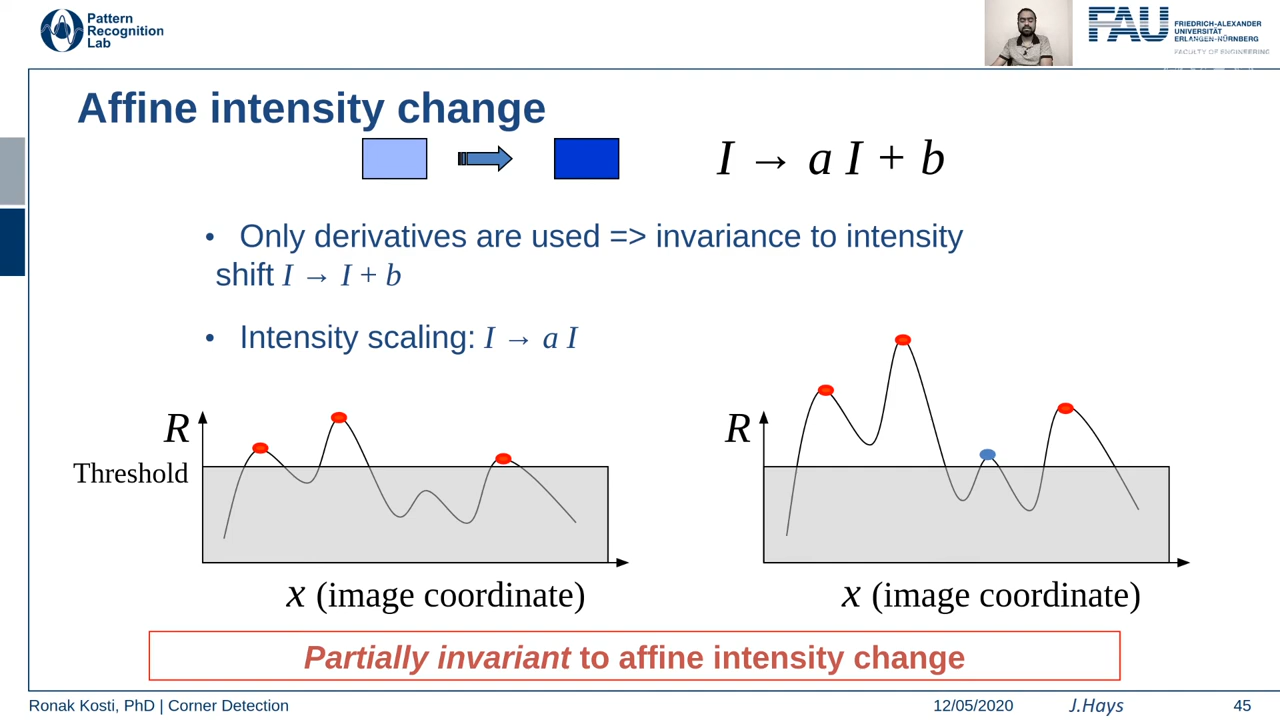 Pattern
Recognition
Lab
FAU
FRIEDRICH-ALEXANDER
UNIVERSITÄT
ERLANGEN-NÜRNBERG
FACULTY OF ENGINEERING
Affine intensity change
I → a I + b
• Only derivatives are used => invariance to intensity
shift I → I + b
• Intensity scaling: I → a I
R
Threshold
x (image coordinate)
R
x (image coordinate)
Partially invariant to affine intensity change
Ronak Kosti, PhD | Corner Detection
12/05/2020
J.Hays
45